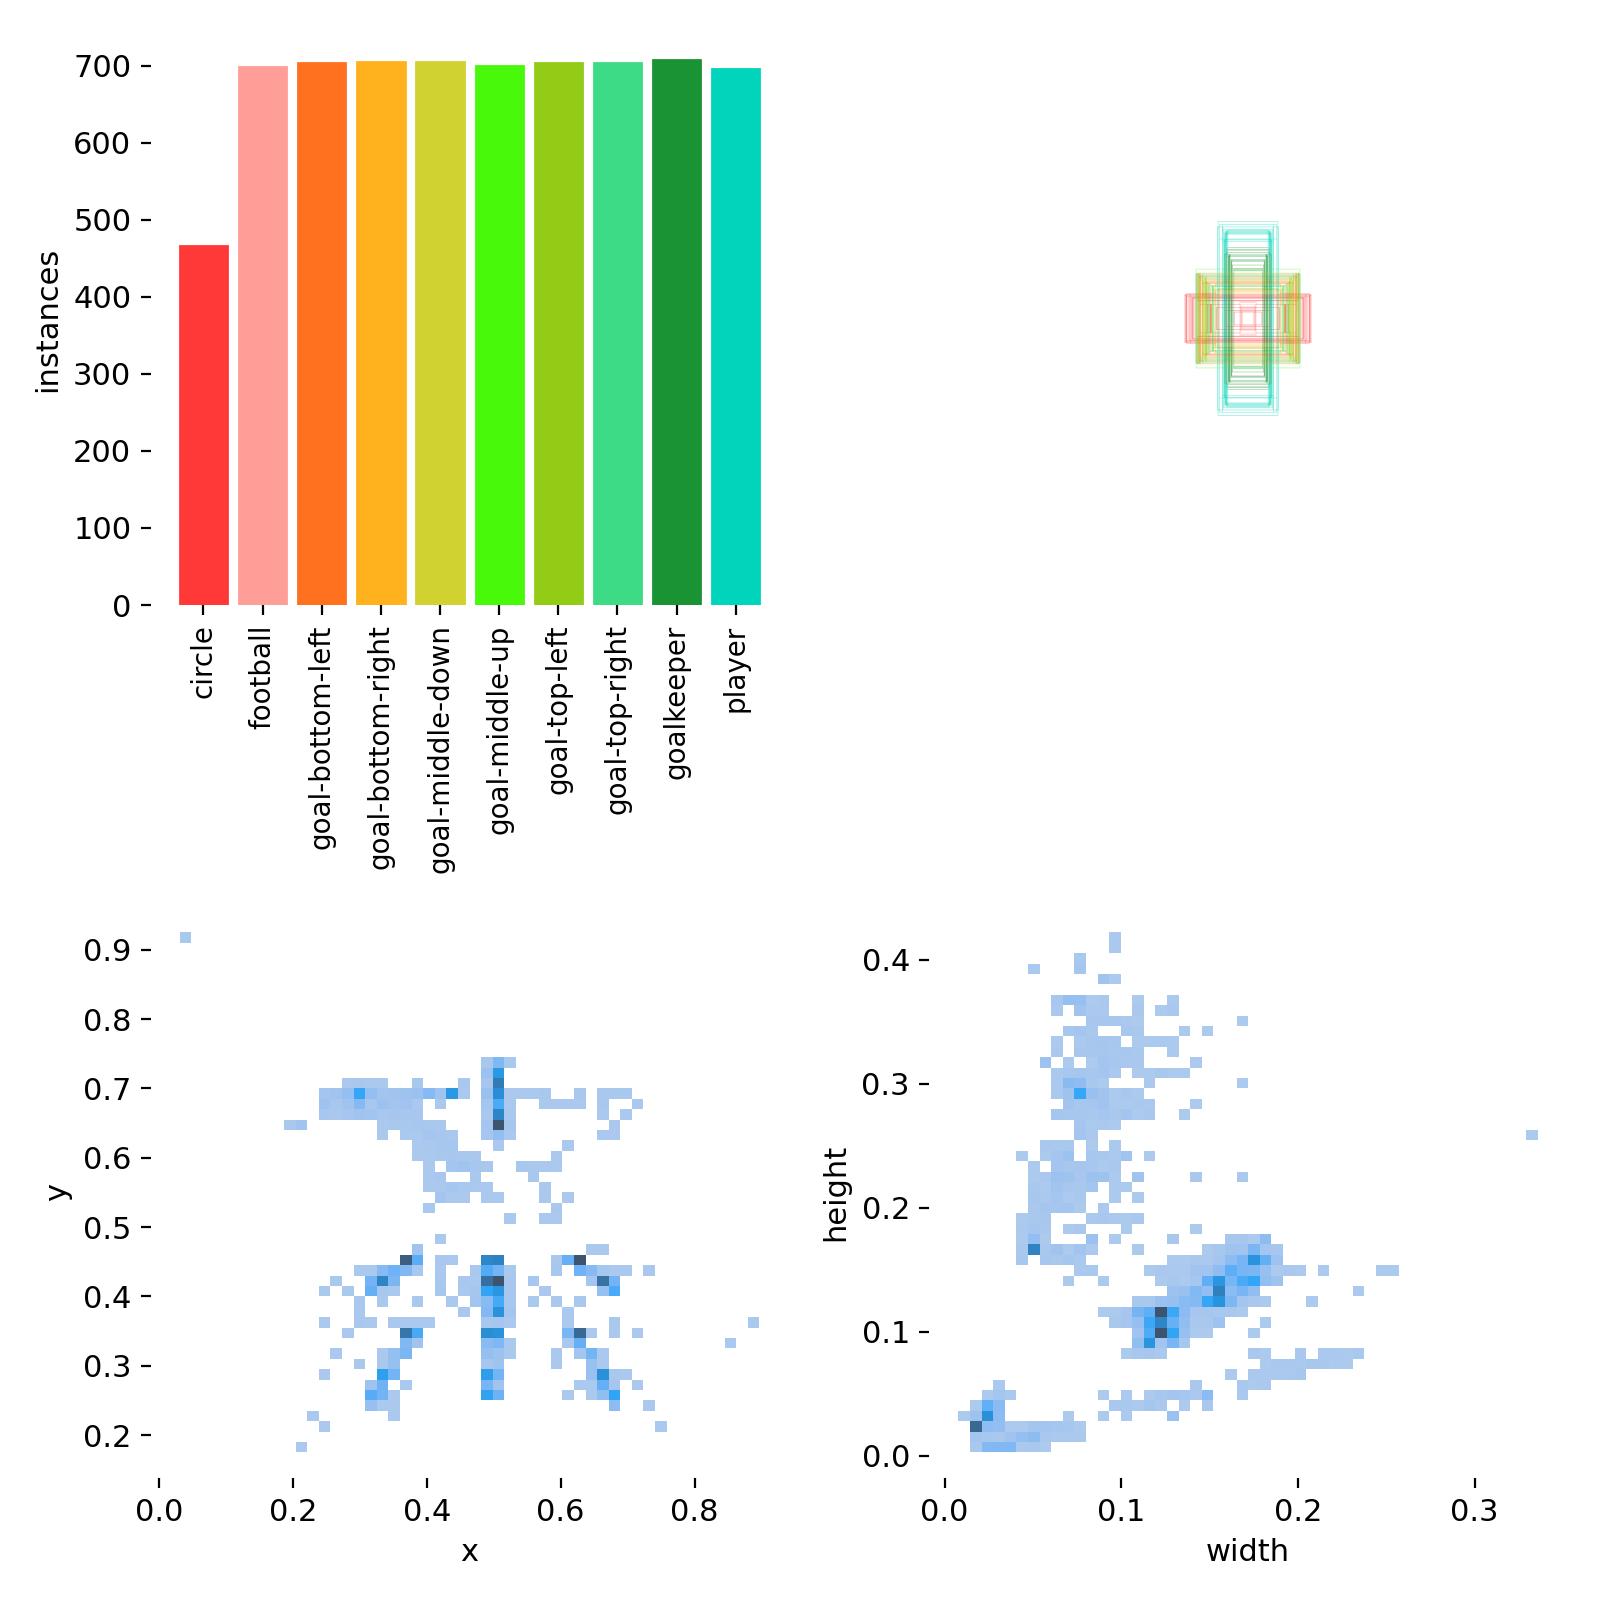 instances
700
600
500
400
300
200
100
0
circle
football
goal-bottom-left
goal-bottom-right
goal-middle-down
goal-middle-up
goal-top-left
goal-top-right
goalkeeper
player
y
0.9
0.8
0.7
0.6
0.5
0.4
0.3
0.2
0.0 0.2 0.4 0.6 0.8
x
height
0.4
0.3
0.2
0.1
0.0
0.0 0.1 0.2 0.3
width